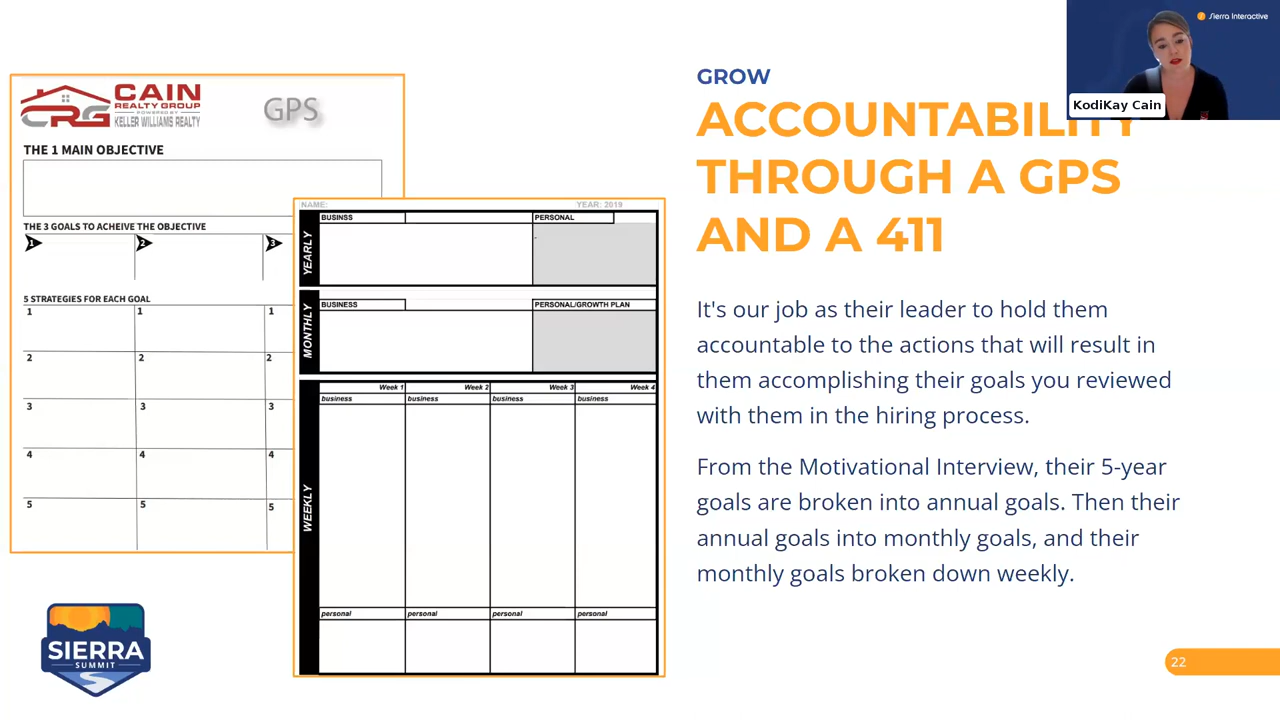 Sierra Interactive
KodiKay Cain
GROW
ACCOUNTABILITY
THROUGH A GPS
AND A 411
It's our job as their leader to hold them
accountable to the actions that will result in
them accomplishing their goals you reviewed
with them in the hiring process.
From the Motivational Interview, their 5-year
goals are broken into annual goals. Then their
annual goals into monthly goals, and their
monthly goals broken down weekly.
22
CRG
CAIN
REALTY GROUP
POWERED BY
KELLER WILLIAMS REALTY
GPS
THE 1 MAIN OBJECTIVE
THE 3 GOALS TO ACHEIVE THE OBJECTIVE
1 2 3
5 STRATEGIES FOR EACH GOAL
1 1 1
2 2 2
3 3 3
4 4 4
5 5 5
NAME: YEAR: 2019
YEARLY
BUSINSS PERSONAL
MONTHLY
BUSINESS PERSONAL/GROWTH PLAN
WEEKLY
Week 1 Week 2 Week 3 Week 4
business business business business
personal personal personal personal
SIERRA
SUMMIT